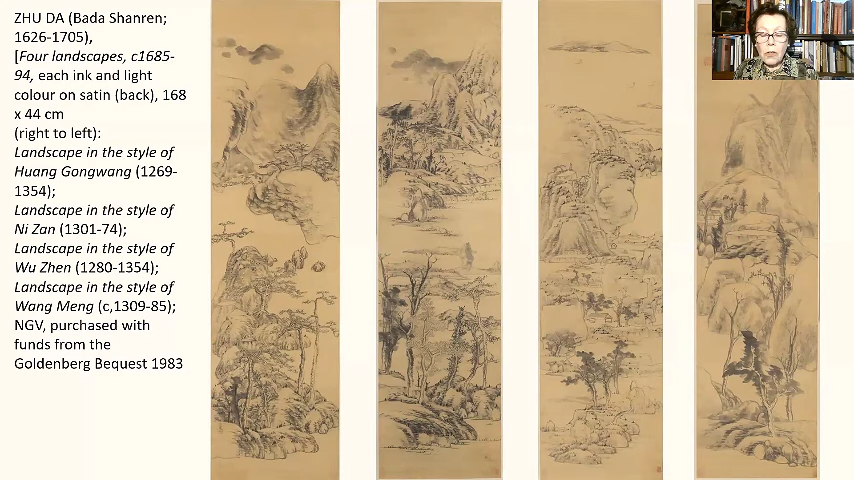 ZHU DA (Bada Shanren;
1626-1705),
[Four landscapes, c1685-
94, each ink and light
colour on satin (back), 168
x 44 cm
(right to left):
Landscape in the style of
Huang Gongwang (1269-
1354);
Landscape in the style of
Ni Zan (1301-74);
Landscape in the style of
Wu Zhen (1280-1354);
Landscape in the style of
Wang Meng (c,1309-85);
NGV, purchased with
funds from the
Goldenberg Bequest 1983